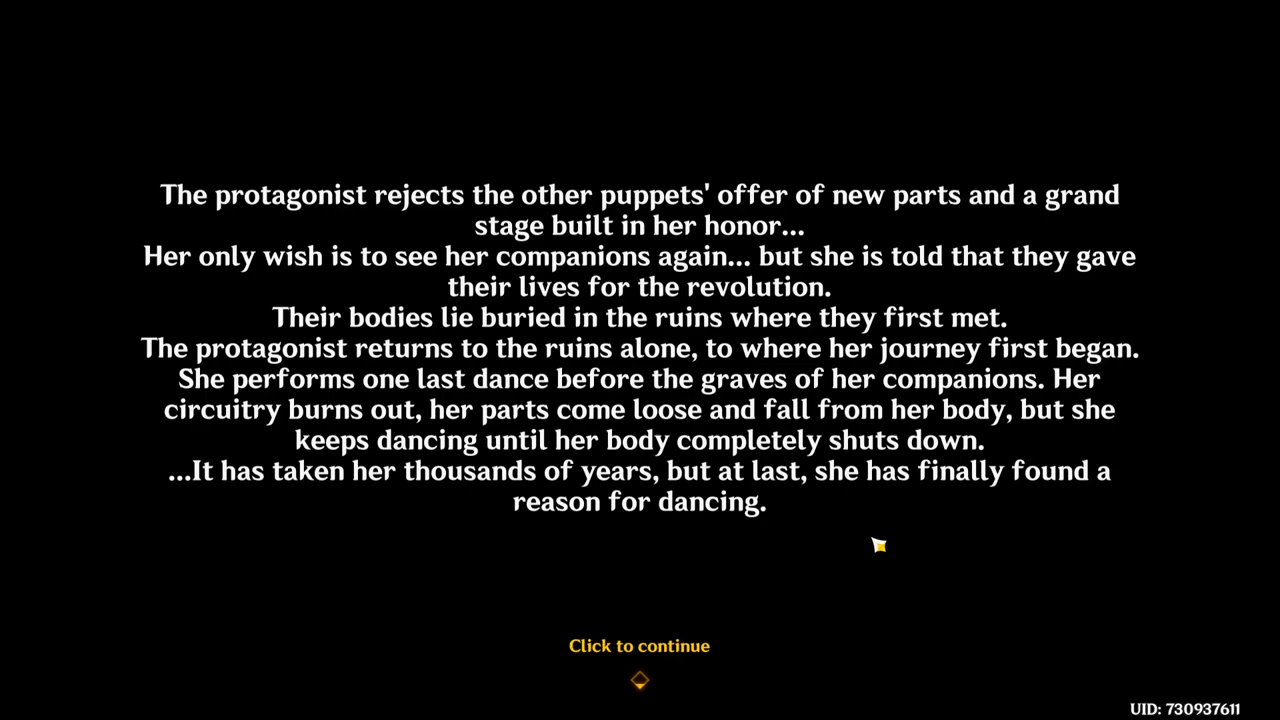 The protagonist rejects the other puppets' offer of new parts and a grand
stage built in her honor...
Her only wish is to see her companions again... but she is told that they gave
their lives for the revolution.
Their bodies lie buried in the ruins where they first met.
The protagonist returns to the ruins alone, to where her journey first began.
She performs one last dance before the graves of her companions. Her
circuitry burns out, her parts come loose and fall from her body, but she
keeps dancing until her body completely shuts down.
...It has taken her thousands of years, but at last, she has finally found a
reason for dancing.
Click to continue
UID: 730937611